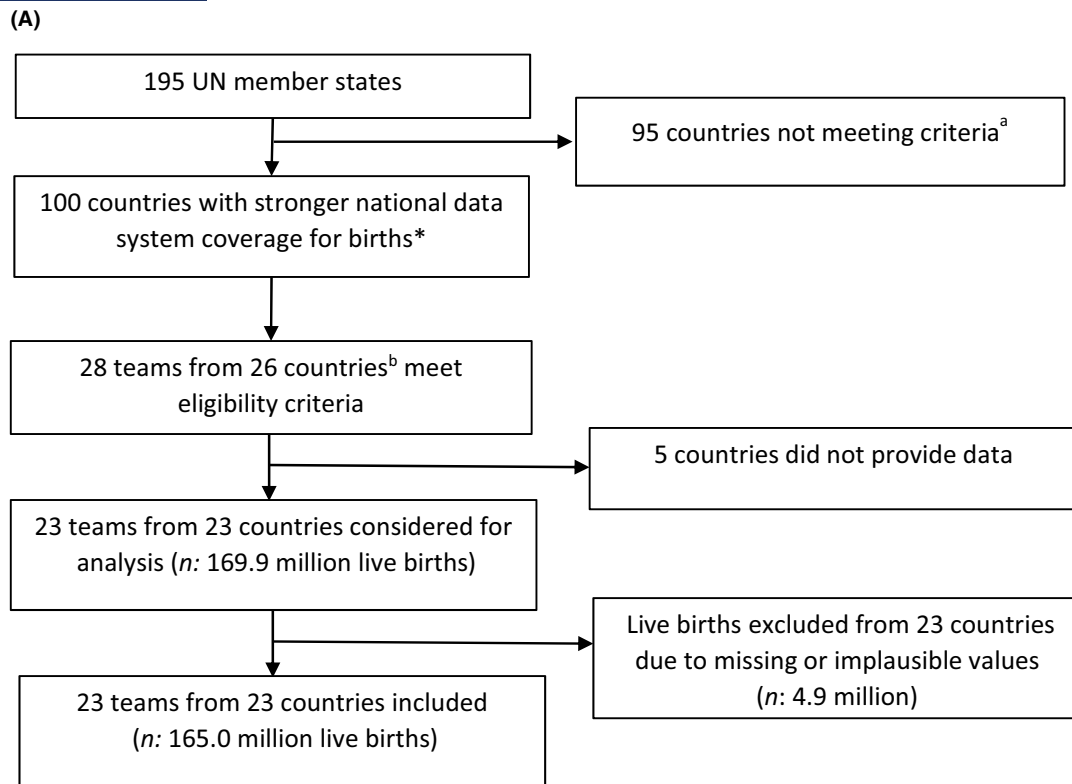 (A)
195 UN member states
95 countries not meeting criteriaᵃ
100 countries with stronger national data
system coverage for births*
28 teams from 26 countriesᵇ meet
eligibility criteria
5 countries did not provide data
23 teams from 23 countries considered for
analysis (n: 169.9 million live births)
Live births excluded from 23 countries
due to missing or implausible values
(n: 4.9 million)
23 teams from 23 countries included
(n: 165.0 million live births)